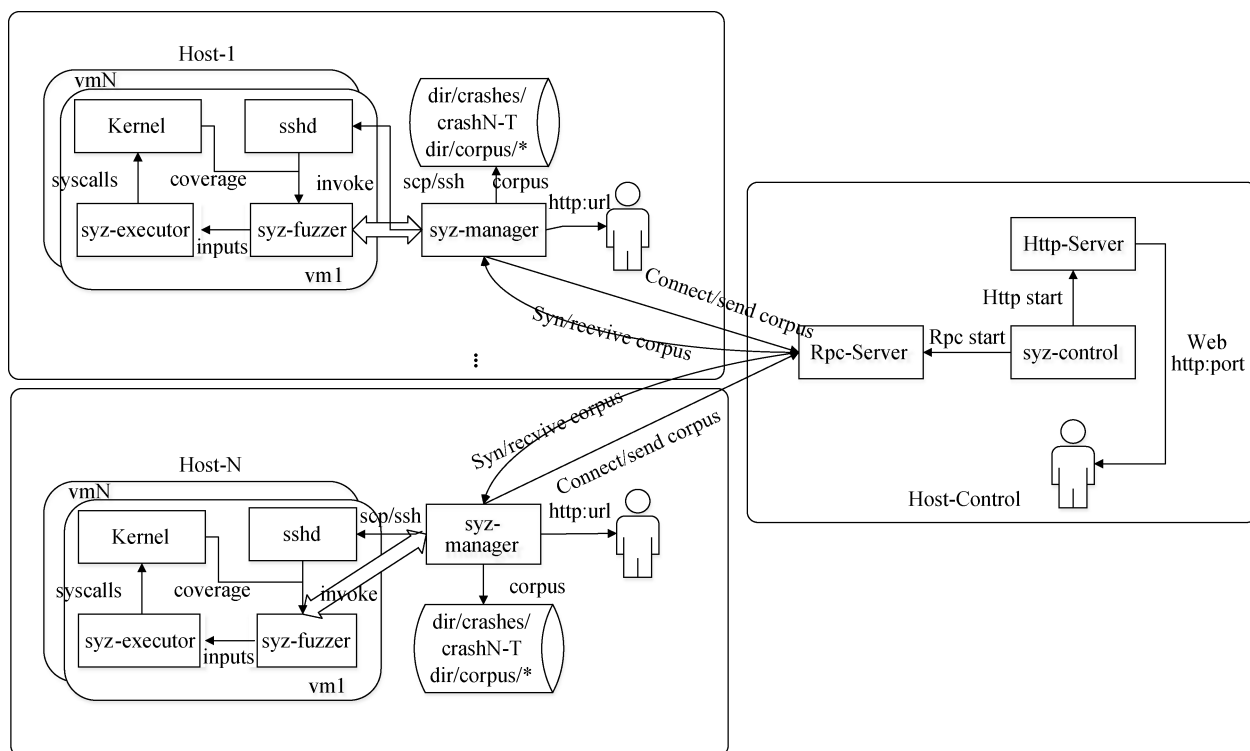 Host-1
vmN
Kernel
sshd
dir/crashes/
crashN-T
dir/corpus/*
syscalls
coverage
invoke
scp/ssh
corpus
http:url
syz-executor
inputs
syz-fuzzer
syz-manager
vm1
Connect/send corpus
Syn/recvive corpus
...
Http-Server
Http start
Rpc-Server
Rpc start
syz-control
Web
http:port
Host-Control
Host-N
vmN
Syn/recvive corpus
Connect/send corpus
Kernel
sshd
scp/ssh
syz-
manager
http:url
syscalls
coverage
invoke
corpus
syz-executor
inputs
syz-fuzzer
dir/crashes/
crashN-T
dir/corpus/*
vm1